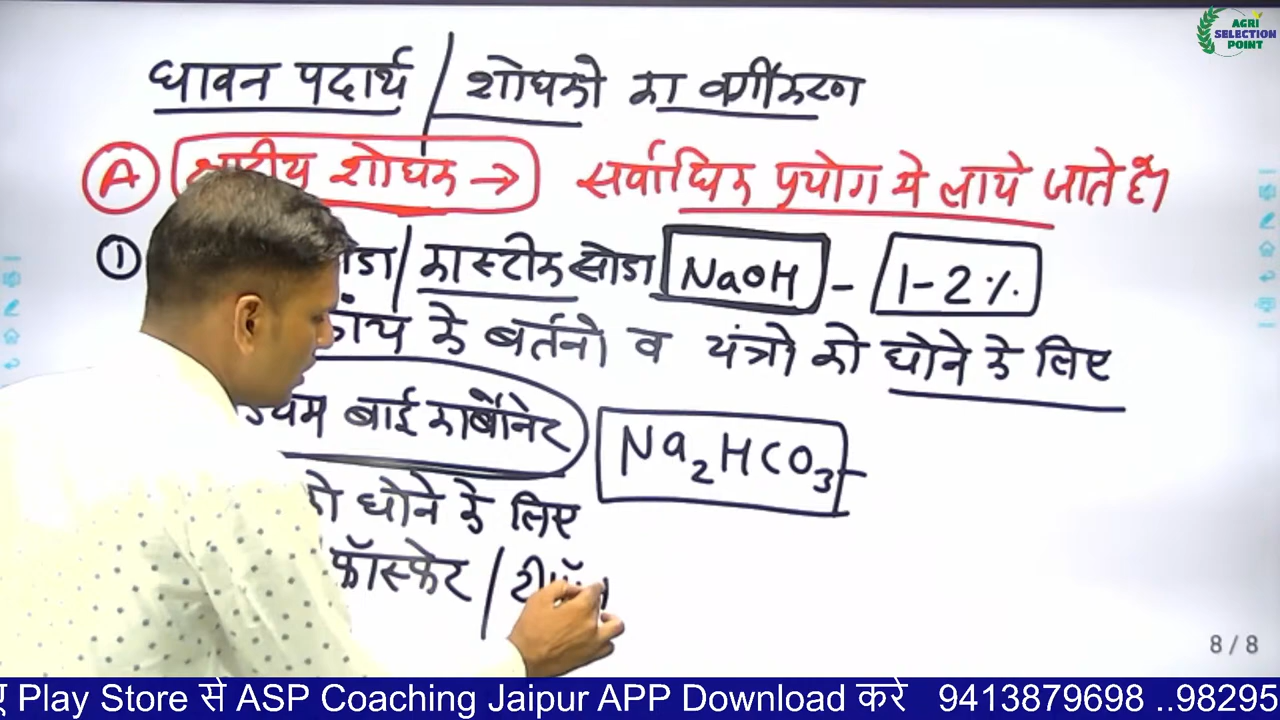 AGRI
SELECTION
POINT
धावन पदार्थ / शोधको का वर्गीकरण
A शोधक → सर्वाधिक प्रयोग मे लाये जाते है।
1 / कास्टीक सोडा NaOH - 1-2%.
कांच के बर्तनो व यंत्रो को धोने के लिए
बाई कार्बोनेट Na2HCO3
को धोने के लिए
फॉस्फेट /
8 / 8
Play Store से ASP Coaching Jaipur APP Download करे 9413879698 ..98295